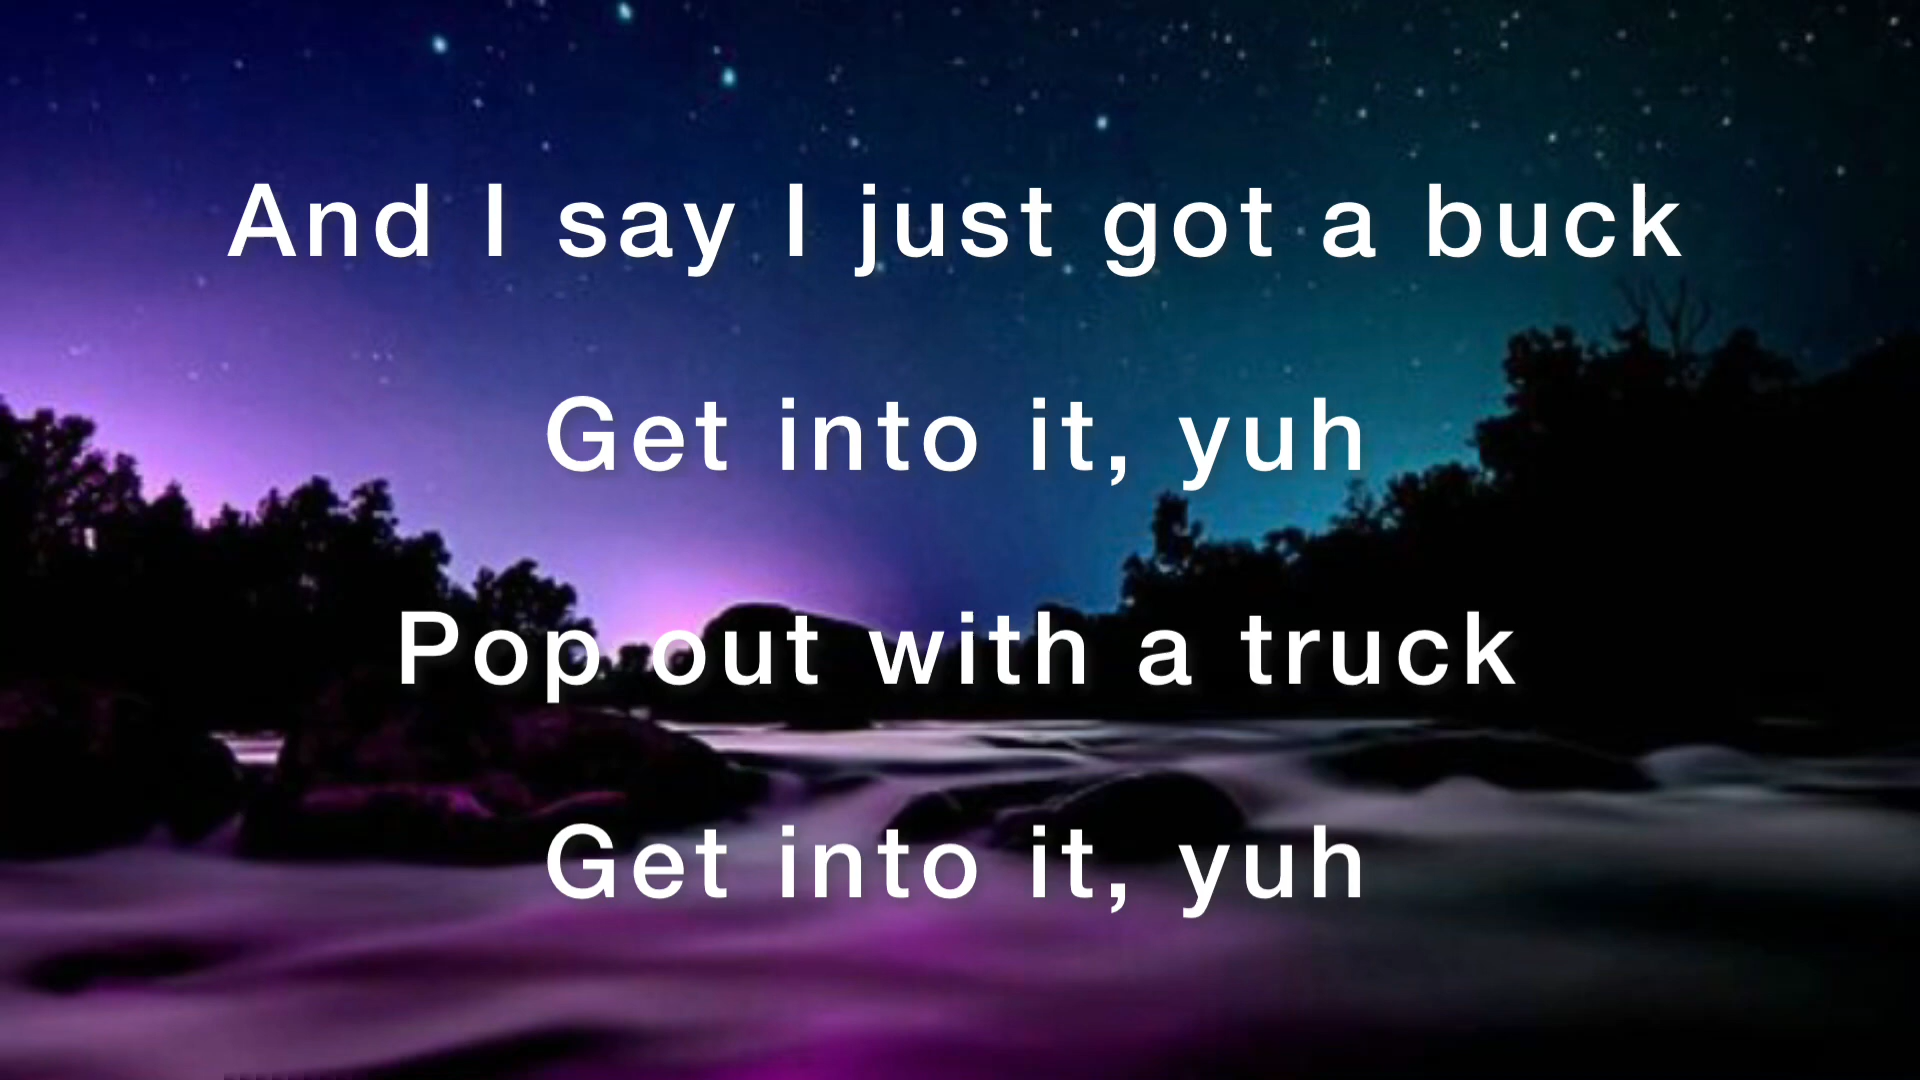 And I say I just got a buck
Get into it, yuh
Pop out with a truck
Get into it, yuh